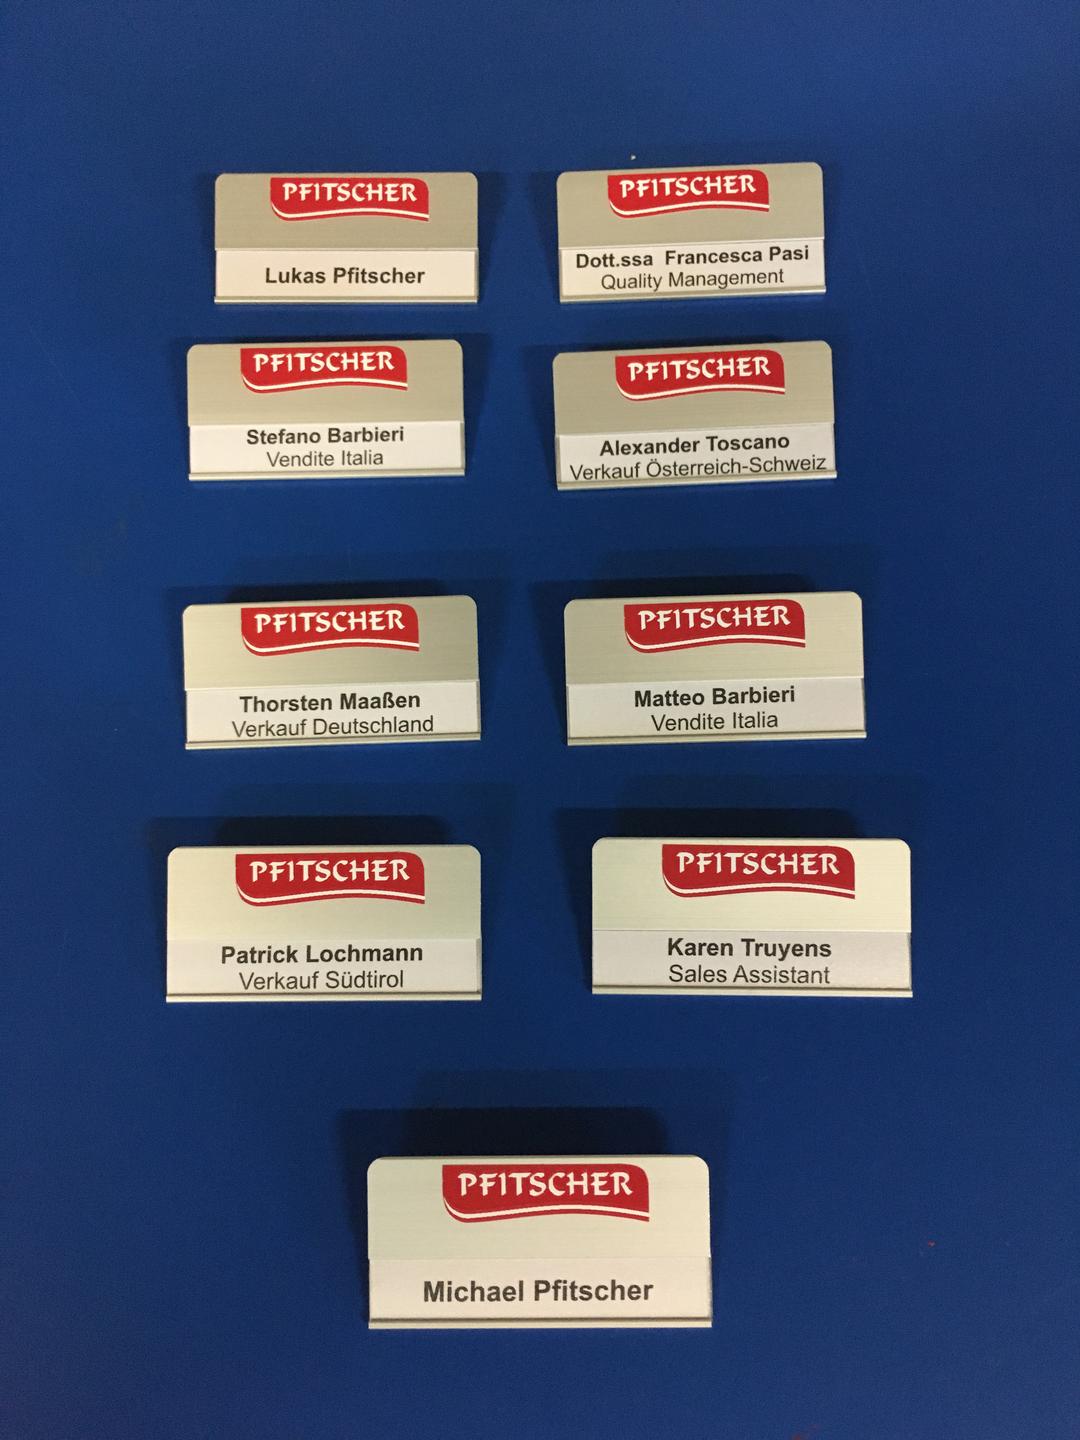 PFITSCHER
Lukas Pfitscher
PFITSCHER
Dott.ssa Francesca Pasi
Quality Management
PFITSCHER
Stefano Barbieri
Vendite Italia
PFITSCHER
Alexander Toscano
Verkauf Österreich-Schweiz
PFITSCHER
Thorsten Maaßen
Verkauf Deutschland
PFITSCHER
Matteo Barbieri
Vendite Italia
PFITSCHER
Patrick Lochmann
Verkauf Südtirol
PFITSCHER
Karen Truyens
Sales Assistant
PFITSCHER
Michael Pfitscher